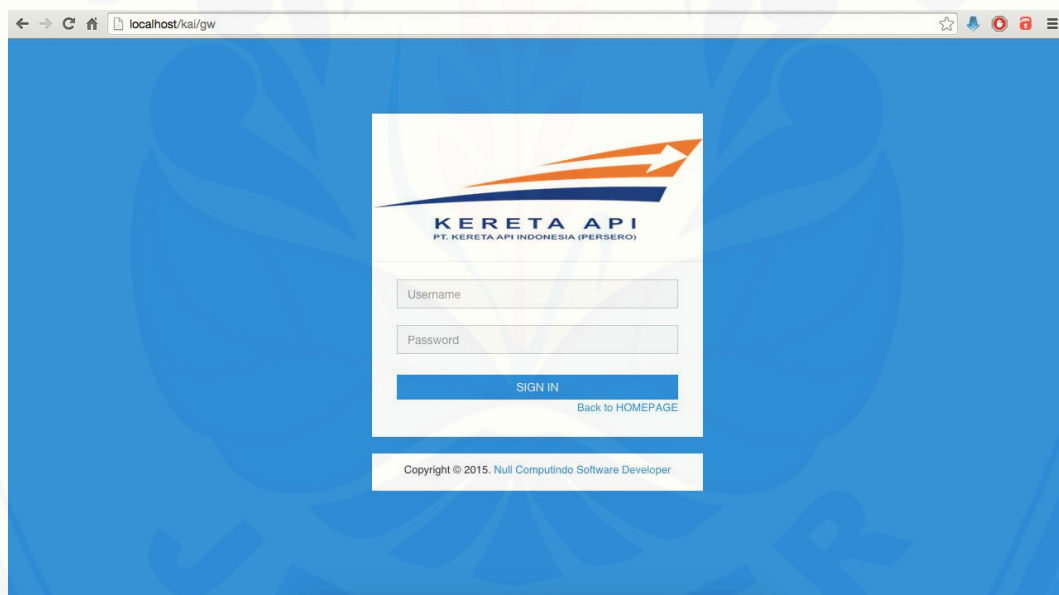 localhost/kai/gw
KERETA API
PT. KERETA API INDONESIA (PERSERO)
Username
Password
SIGN IN
Back to HOMEPAGE
Copyright © 2015. Null Computindo Software Developer